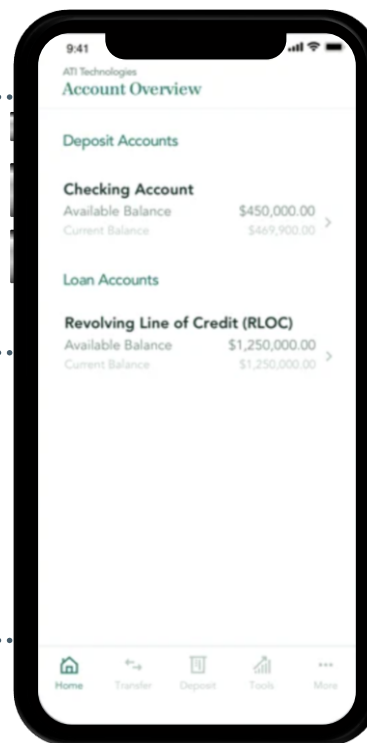 9:41
ATI Technologies
Account Overview
Deposit Accounts
Checking Account
Available Balance $450,000.00
Current Balance $469,900.00
Loan Accounts
Revolving Line of Credit (RLOC)
Available Balance $1,250,000.00
Current Balance $1,250,000.00
Home Transfer Deposit Tools More